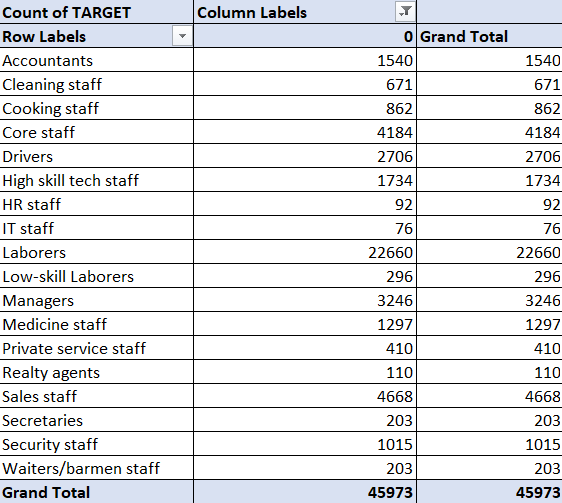 Count of TARGET Column Labels
Row Labels 0 Grand Total
Accountants 1540 1540
Cleaning staff 671 671
Cooking staff 862 862
Core staff 4184 4184
Drivers 2706 2706
High skill tech staff 1734 1734
HR staff 92 92
IT staff 76 76
Laborers 22660 22660
Low-skill Laborers 296 296
Managers 3246 3246
Medicine staff 1297 1297
Private service staff 410 410
Realty agents 110 110
Sales staff 4668 4668
Secretaries 203 203
Security staff 1015 1015
Waiters/barmen staff 203 203
Grand Total 45973 45973